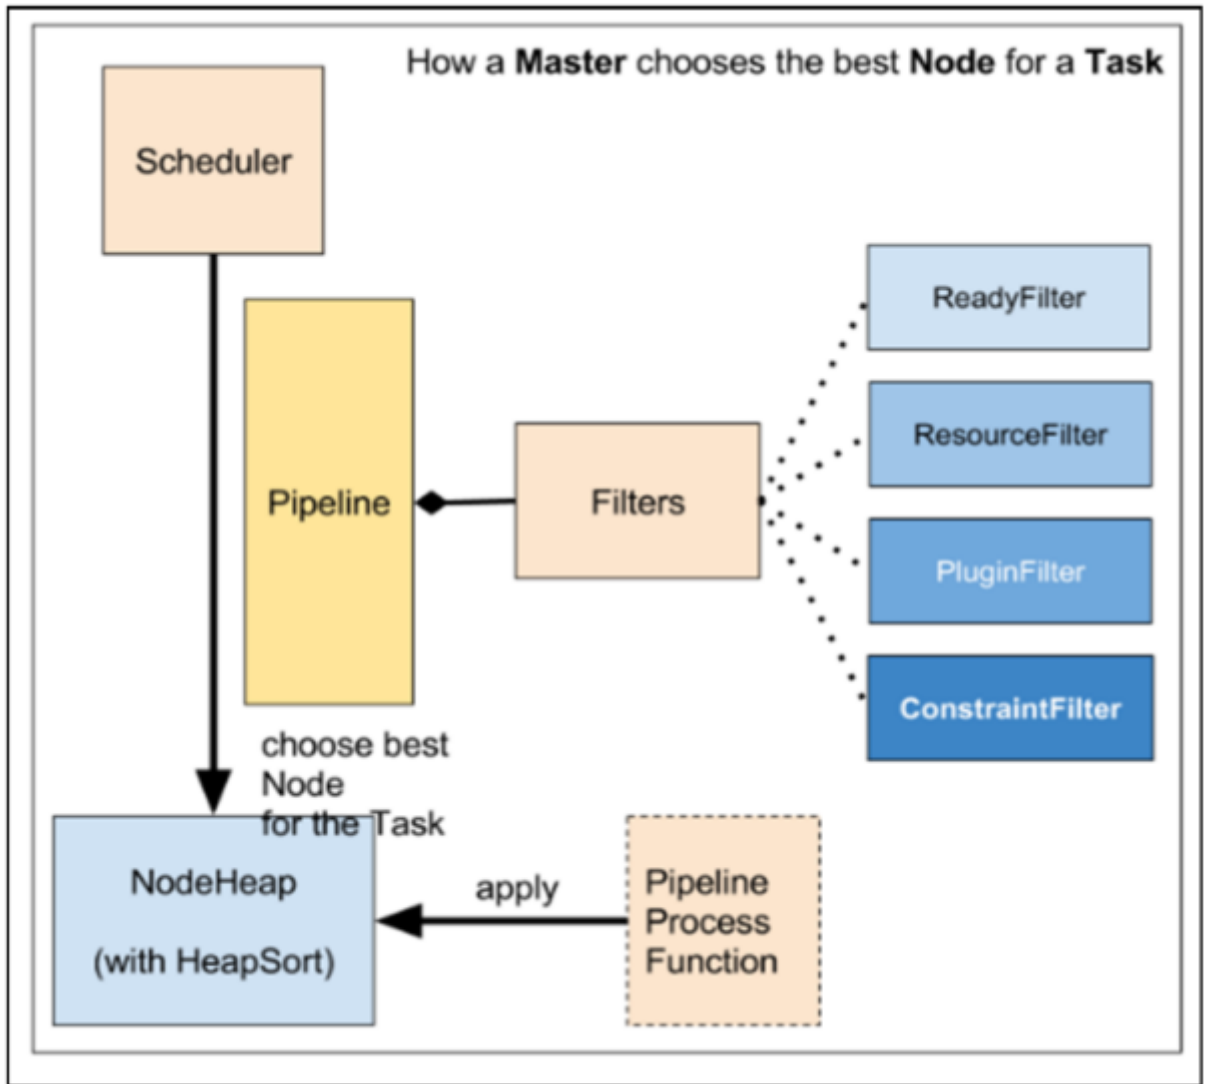 How a Master chooses the best Node for a Task
Scheduler
ReadyFilter
ResourceFilter
Pipeline
Filters
PluginFilter
ConstraintFilter
choose best
Node
for the Task
NodeHeap
(with HeapSort)
apply
Pipeline
Process
Function